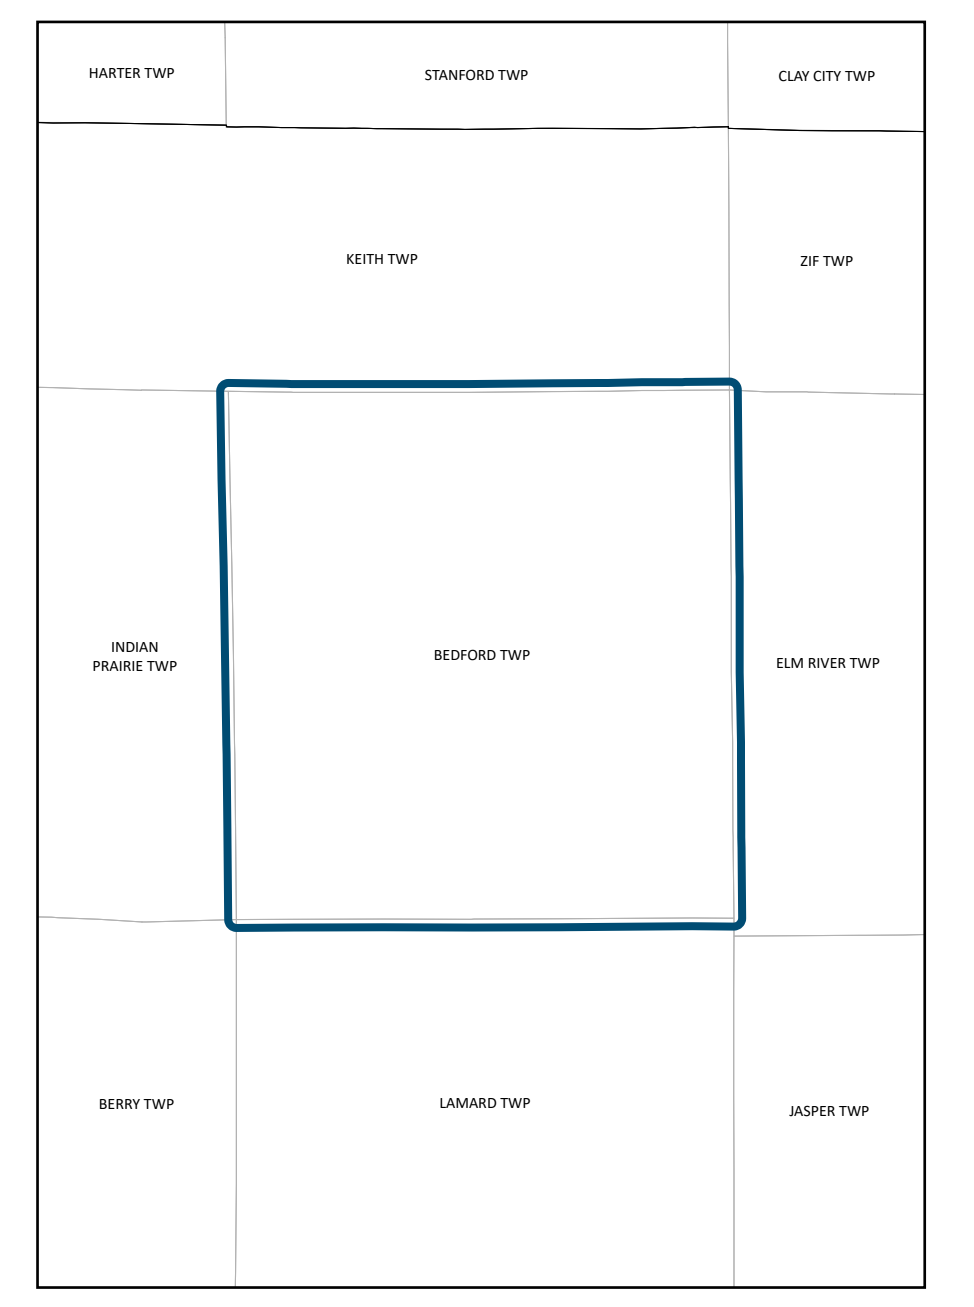 HARTER TWP
STANFORD TWP
CLAY CITY TWP
KEITH TWP
ZIF TWP
INDIAN
PRAIRIE TWP
BEDFORD TWP
ELM RIVER TWP
BERRY TWP
LAMARD TWP
JASPER TWP